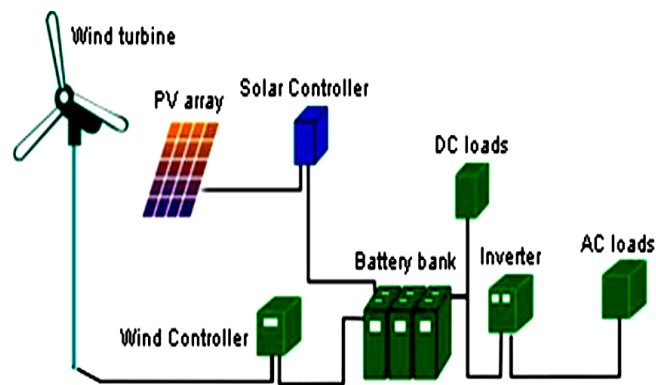 Wind turbine
PV array
Solar Controller
DC loads
Battery bank
Inverter
AC loads
Wind Controller